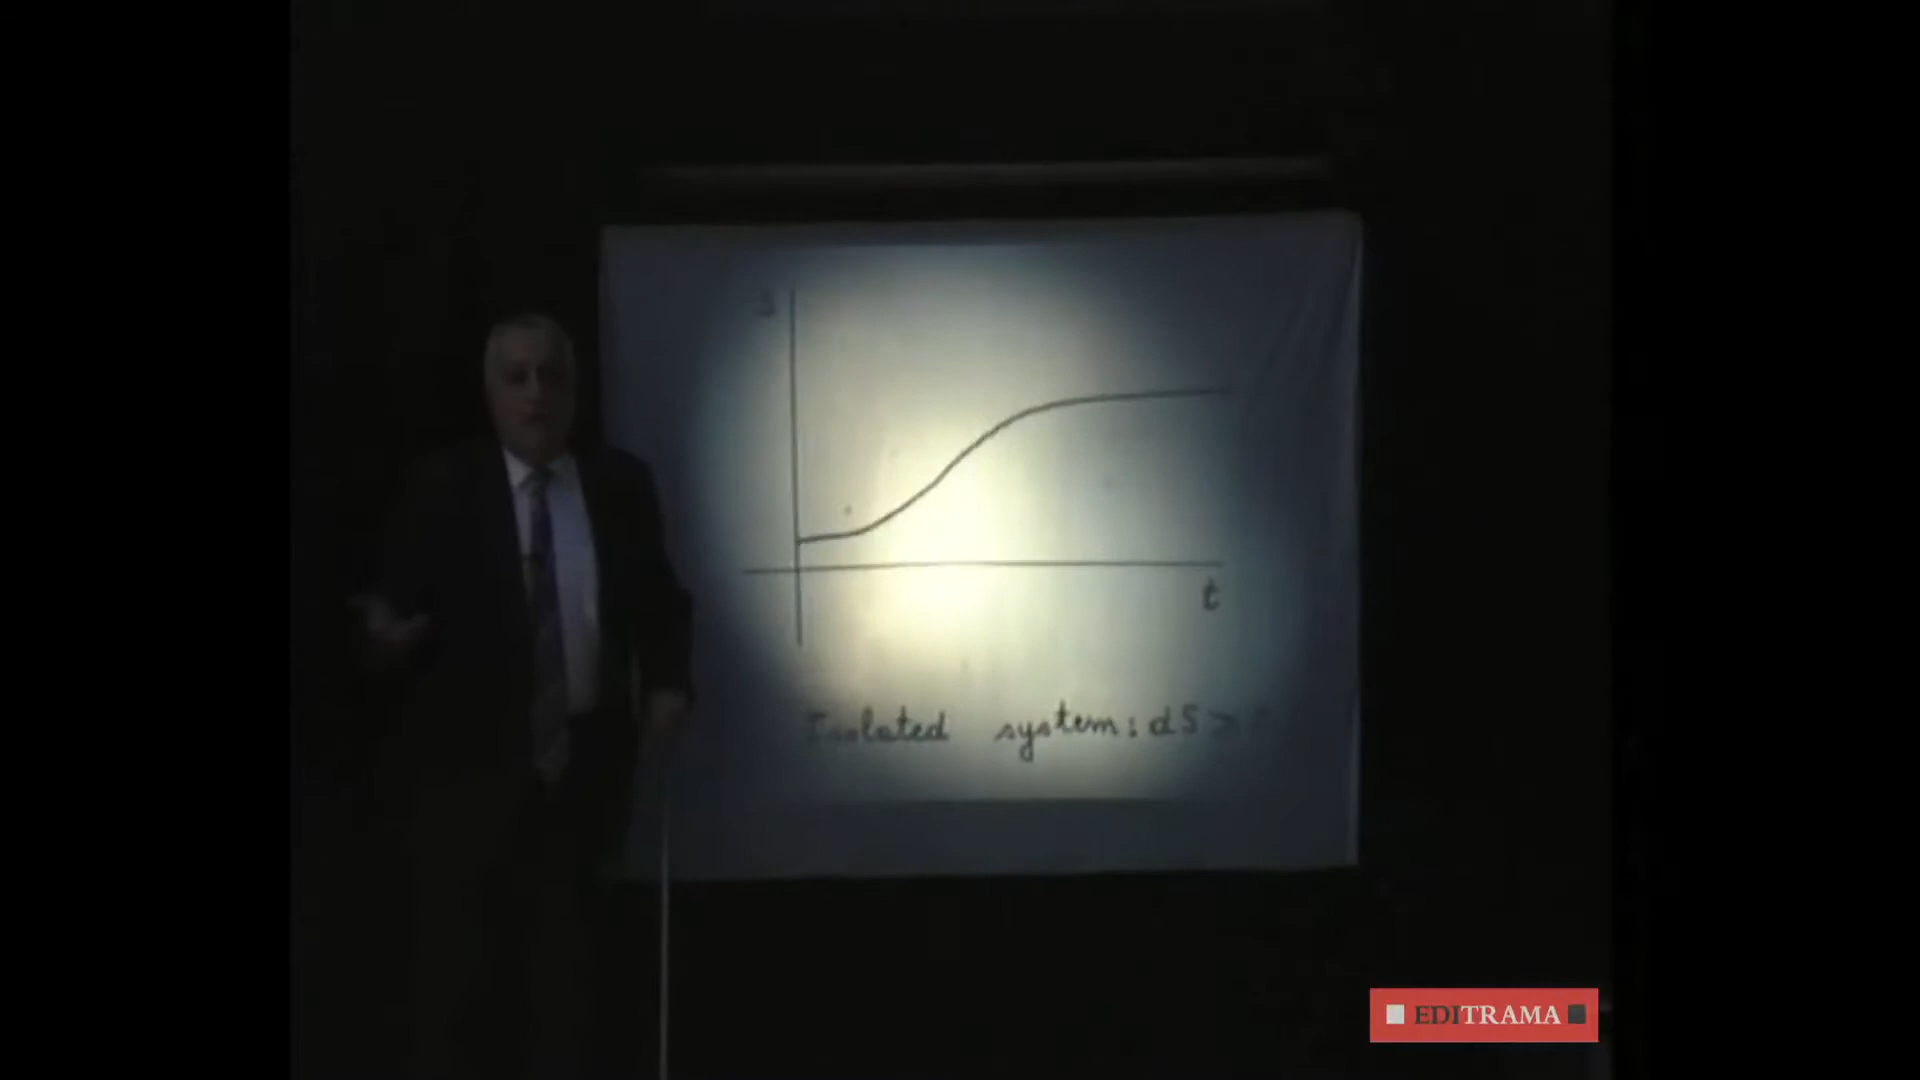 S
t
Isolated system: dS ≥
EDITRAMA